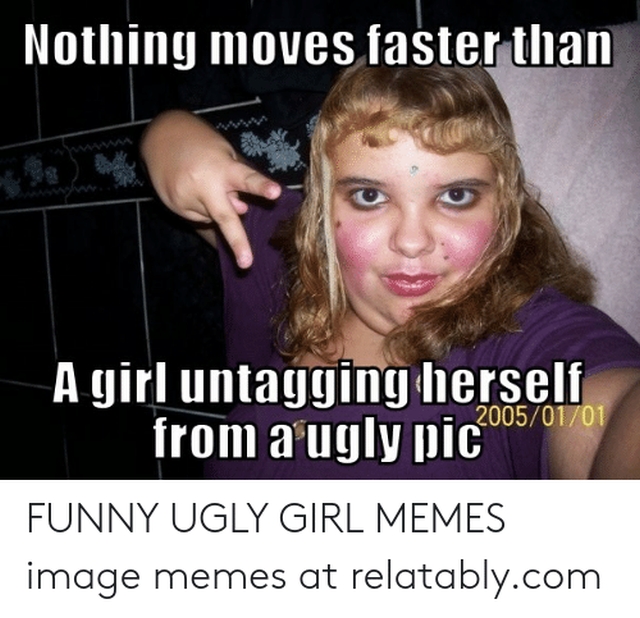 Nothing moves faster than
A girl untagging herself
from a ugly pic
2005/01/01
FUNNY UGLY GIRL MEMES
image memes at relatably.com